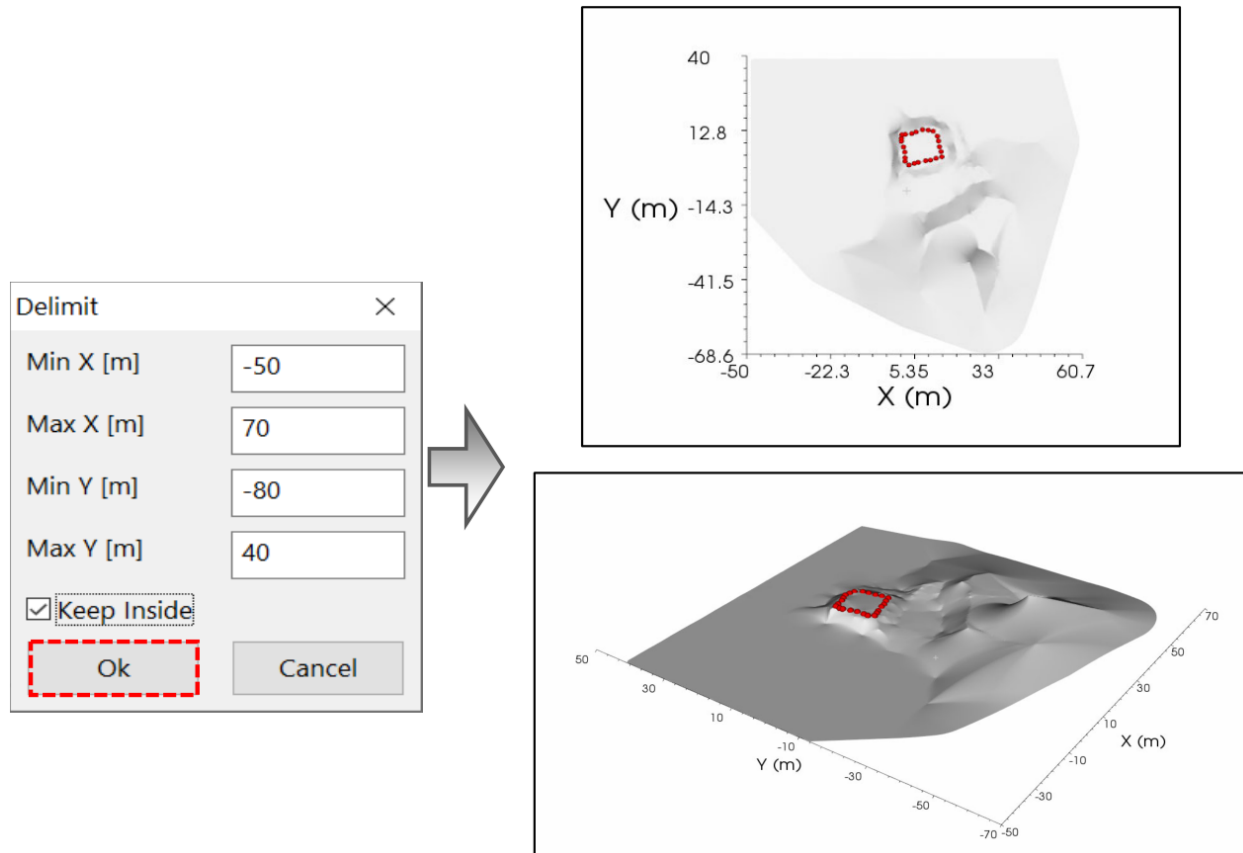 Delimit
Min X [m]
-50
Max X [m]
70
Min Y [m]
-80
Max Y [m]
40
Keep Inside
Ok
Cancel
40
12.8
Y (m)
-14.3
-41.5
-68.6
-50
-22.3
5.35
33
60.7
X (m)
50
30
10
-10
Y (m)
-30
-50
-70
-50
-30
-10
X (m)
10
30
50
70